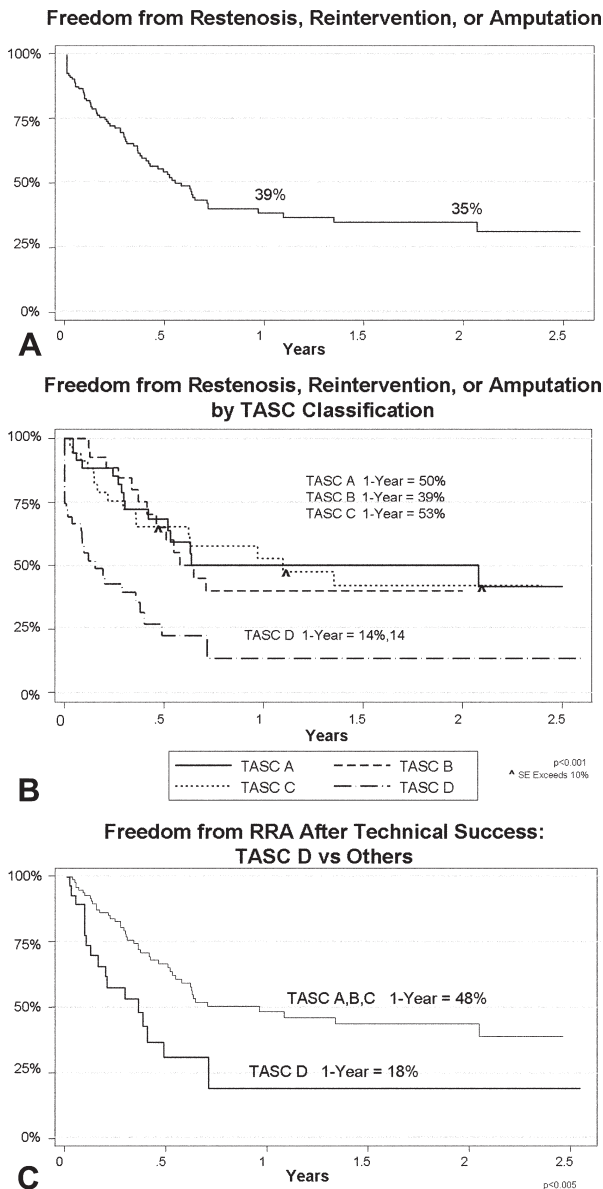 Freedom from Restenosis, Reintervention, or Amputation
100%
75%
50%
25%
0%
39%
35%
0 .5 1 1.5 2 2.5
Years
A
Freedom from Restenosis, Reintervention, or Amputation
by TASC Classification
100%
75%
50%
25%
0%
TASC A 1-Year = 50%
TASC B 1-Year = 39%
TASC C 1-Year = 53%
^
^
^
TASC D 1-Year = 14%,14
0 .5 1 1.5 2 2.5
Years
TASC A TASC B
TASC C TASC D
p<0.001
^ SE Exceeds 10%
B
Freedom from RRA After Technical Success:
TASC D vs Others
100%
75%
50%
25%
0%
TASC A,B,C 1-Year = 48%
TASC D 1-Year = 18%
0 .5 1 1.5 2 2.5
Years
p<0.005
C